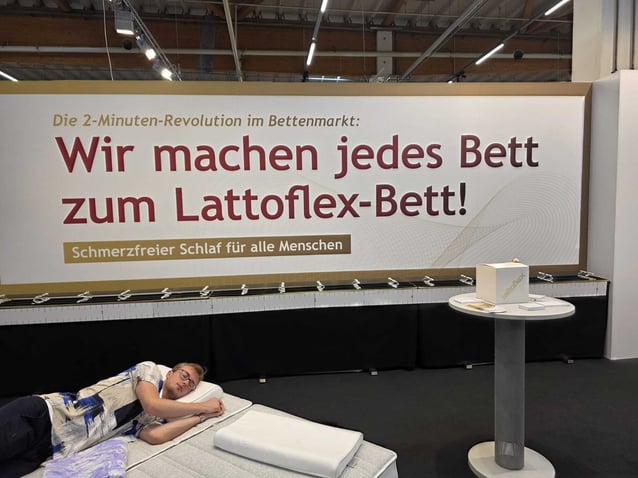 Die 2-Minuten-Revolution im Bettenmarkt:
Wir machen jedes Bett
zum Lattoflex-Bett!
Schmerzfreier Schlaf für alle Menschen